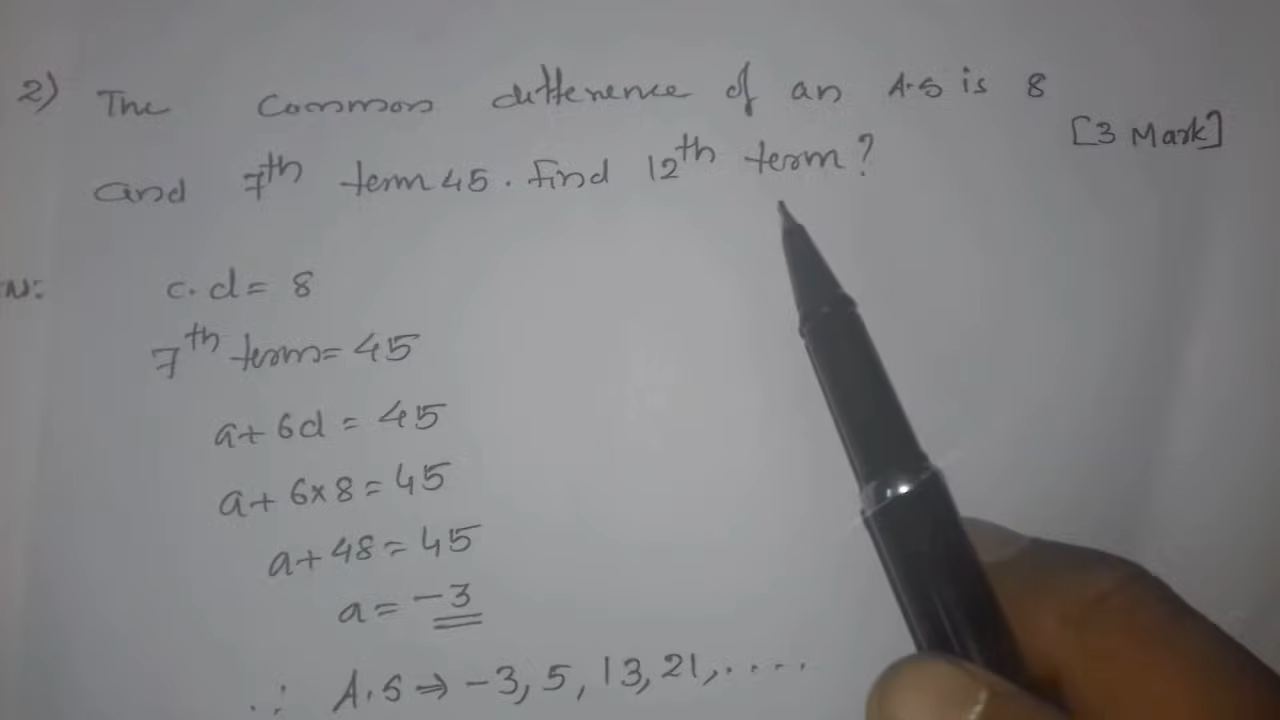 2) The common difference of an A.S is 8
and 7th term 45. Find 12th term?
[3 Mark]
c.d = 8
7th term = 45
a + 6d = 45
a + 6×8 = 45
a + 48 = 45
a = -3
∴ A.S ⇒ -3, 5, 13, 21, ....